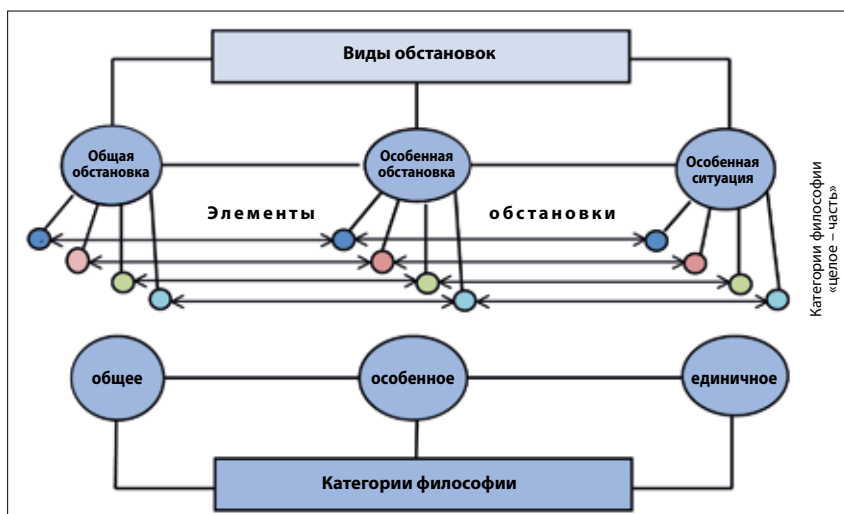 Виды обстановок
Общая
обстановка
Особенная
обстановка
Особенная
ситуация
Элементы обстановки
Категории философии
«целое – часть»
общее
особенное
единичное
Категории философии